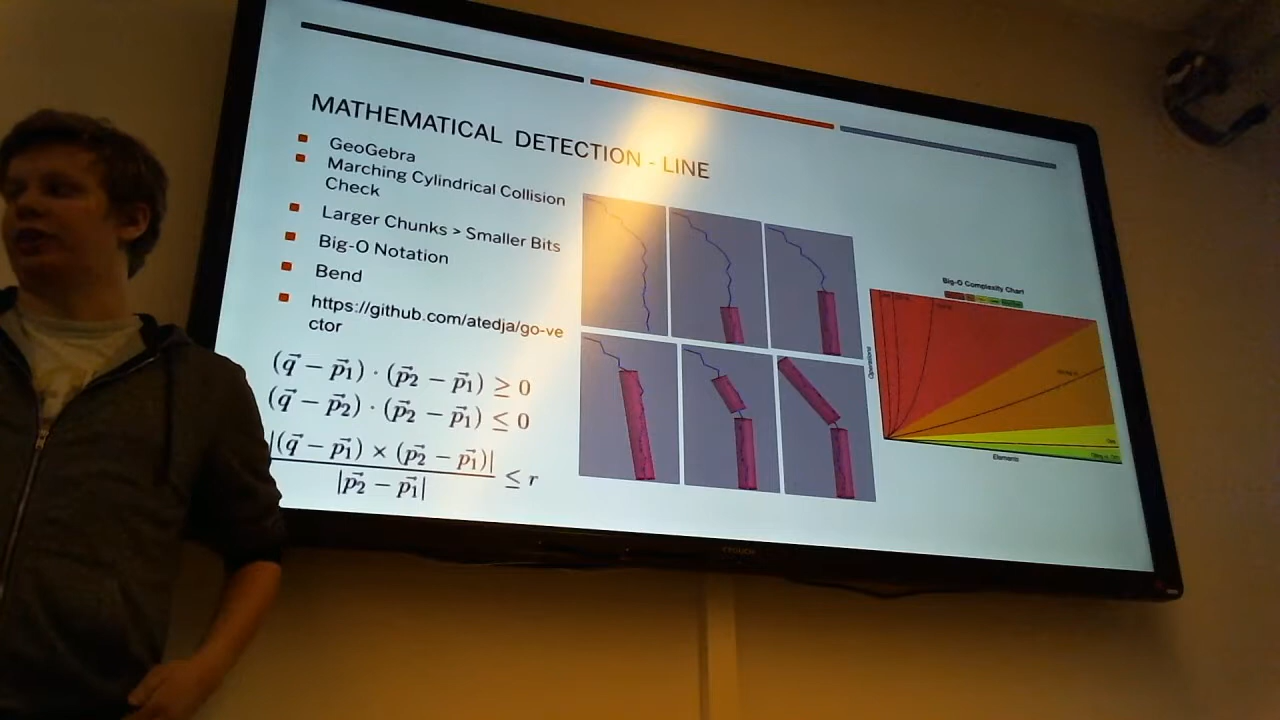 MATHEMATICAL DETECTION - LINE
GeoGebra
Marching Cylindrical Collision
Check
Larger Chunks > Smaller Bits
Big-O Notation
Bend
https://github.com/atedja/go-ve
ctor
(q⃗ − p⃗1) · (p⃗2 − p⃗1) ≥ 0
(q⃗ − p⃗2) · (p⃗2 − p⃗1) ≤ 0
|(q⃗ − p⃗1) × (p⃗2 − p⃗1)|
|p⃗2 − p⃗1|
≤ r
Big-O Complexity Chart
Operations
Elements